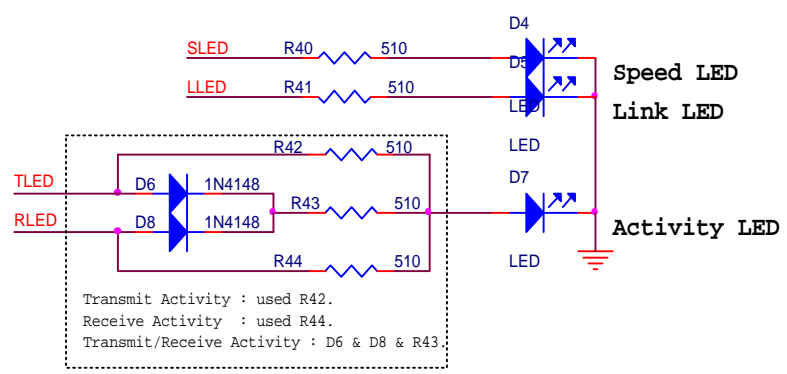 D4
SLED R40 510
D5
Speed LED
LLED R41 510
LED
Link LED
R42 510
LED
TLED D6 1N4148
D7
R43 510
RLED D8 1N4148
Activity LED
R44 510
LED
Transmit Activity : used R42.
Receive Activity : used R44.
Transmit/Receive Activity : D6 & D8 & R43.